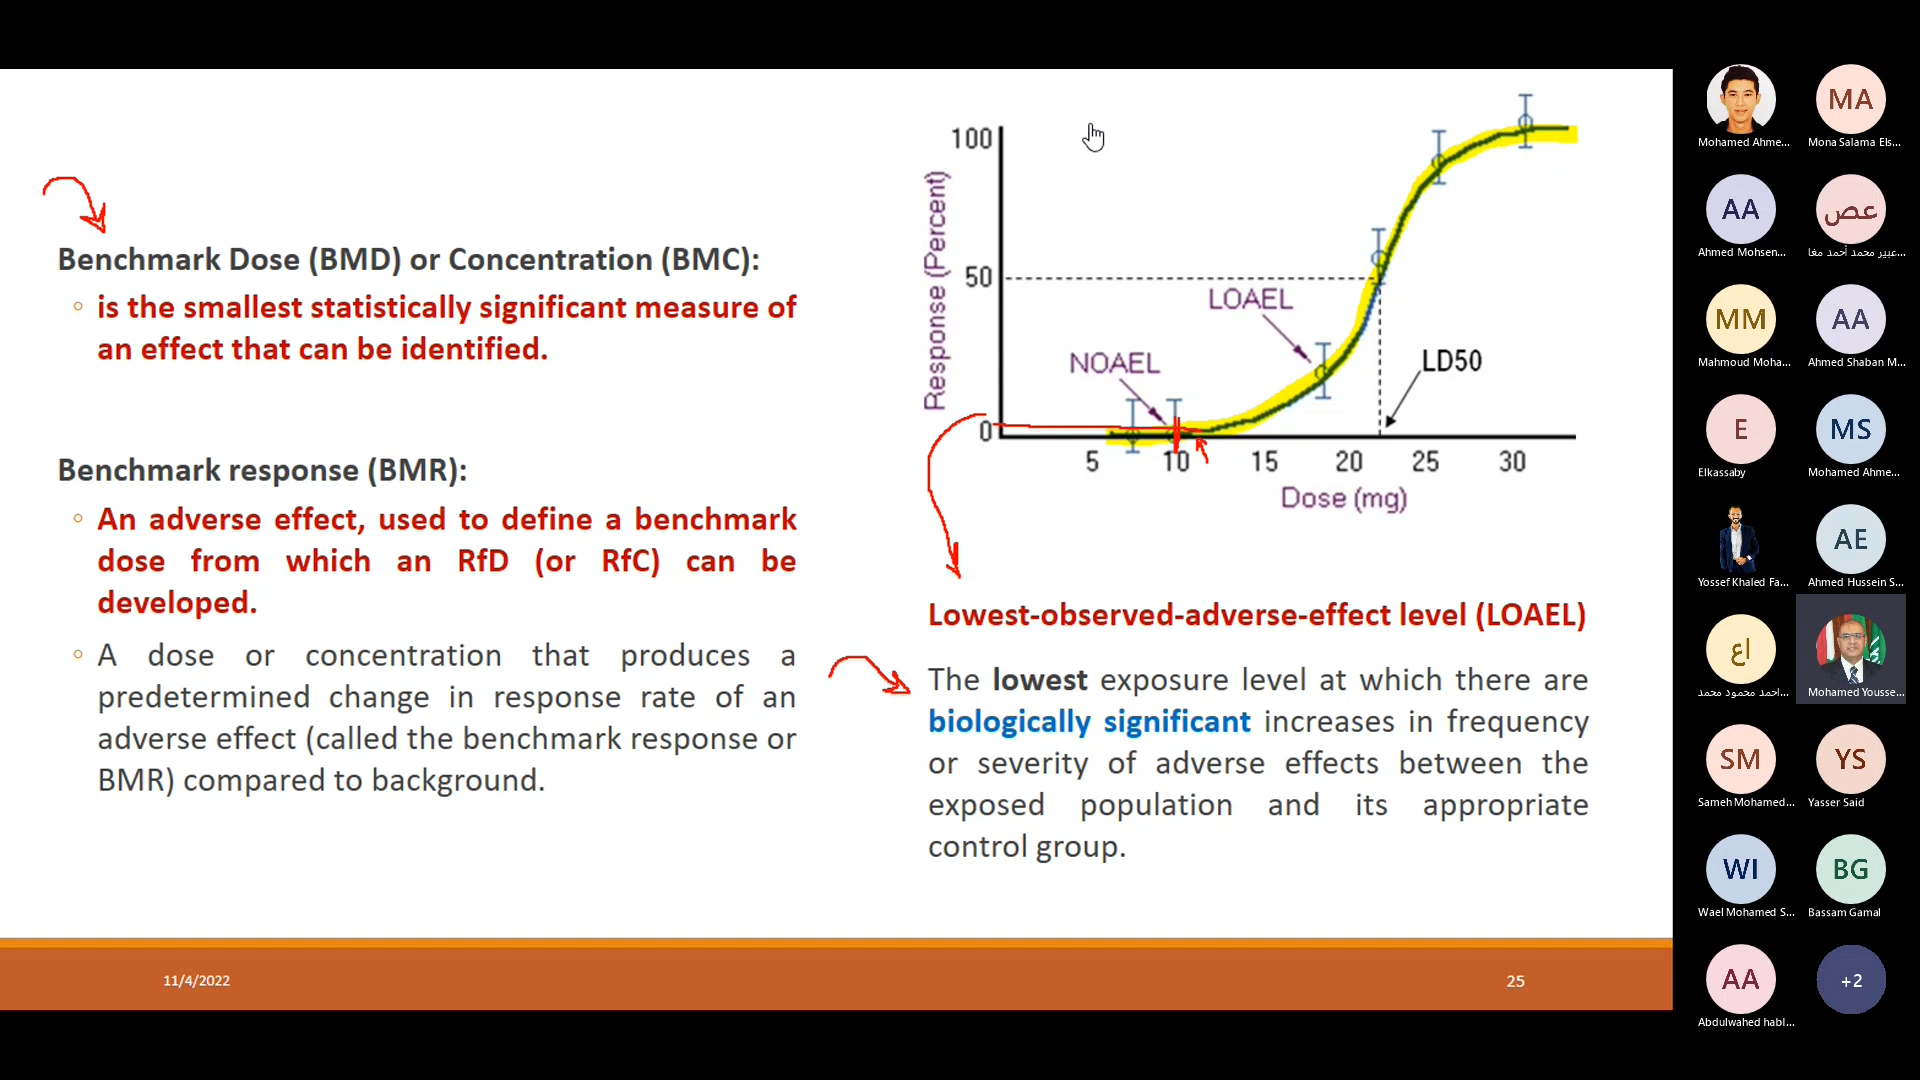 Benchmark Dose (BMD) or Concentration (BMC):
is the smallest statistically significant measure of
an effect that can be identified.
Benchmark response (BMR):
An adverse effect, used to define a benchmark
dose from which an RfD (or RfC) can be
developed.
A dose or concentration that produces a
predetermined change in response rate of an
adverse effect (called the benchmark response or
BMR) compared to background.
Response (Percent)
100
50
0
LOAEL
NOAEL
LD50
5 10 15 20 25 30
Dose (mg)
Lowest-observed-adverse-effect level (LOAEL)
The lowest exposure level at which there are
biologically significant increases in frequency
or severity of adverse effects between the
exposed population and its appropriate
control group.
11/4/2022
25
Mohamed Ahme...
MA
Mona Salama Els...
AA
Ahmed Mohsen...
عص
عبير محمد أحمد مغا...
MM
Mahmoud Moha...
AA
Ahmed Shaban M...
E
Elkassaby
MS
Mohamed Ahme...
Yossef Khaled Fa...
AE
Ahmed Hussein S...
اع
احمد محمود محمد...
Mohamed Yousse...
SM
Sameh Mohamed...
YS
Yasser Said
WI
Wael Mohamed S...
BG
Bassam Gamal
AA
Abdulwahed habl...
+2